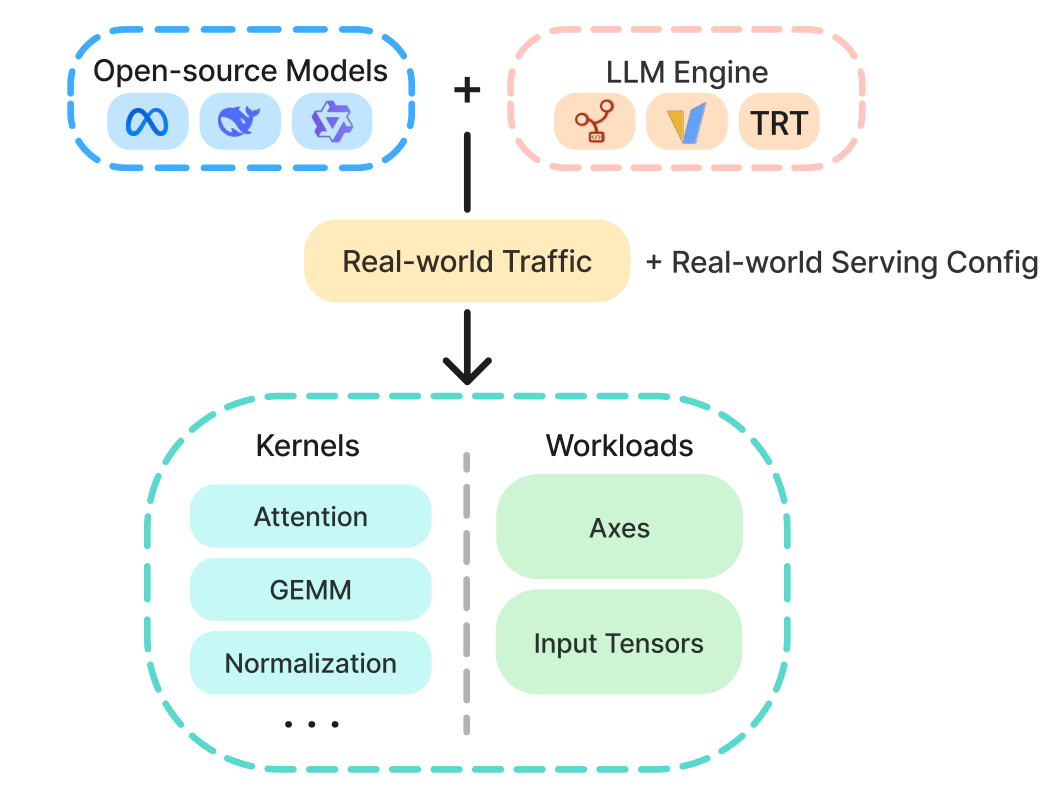 Open-source Models
+
LLM Engine
TRT
Real-world Traffic
+ Real-world Serving Config
Kernels
Attention
GEMM
Normalization
...
Workloads
Axes
Input Tensors